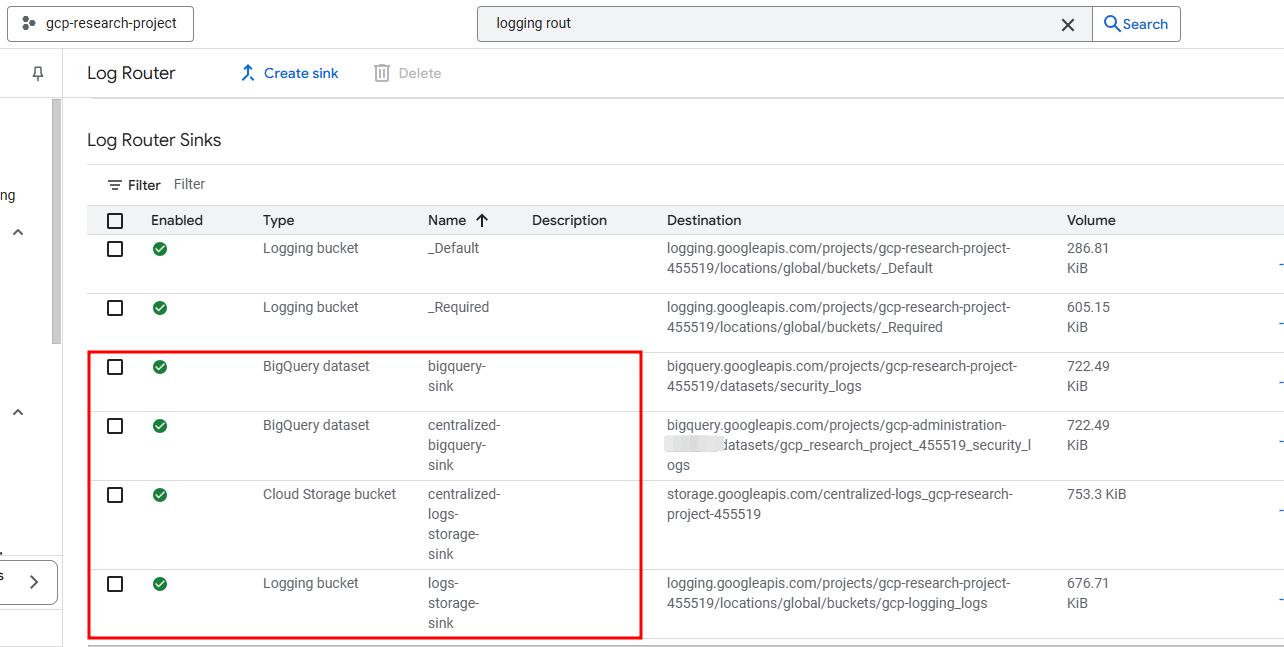 gcp-research-project
logging rout
Search
Log Router
Create sink
Delete
Log Router Sinks
ng
Filter
Filter
Enabled
Type
Name
Description
Destination
Volume
Logging bucket
_Default
logging.googleapis.com/projects/gcp-research-project-
455519/locations/global/buckets/_Default
286.81
KiB
Logging bucket
_Required
logging.googleapis.com/projects/gcp-research-project-
455519/locations/global/buckets/_Required
605.15
KiB
BigQuery dataset
bigquery-
sink
bigquery.googleapis.com/projects/gcp-research-project-
455519/datasets/security_logs
722.49
KiB
BigQuery dataset
centralized-
bigquery-
sink
bigquery.googleapis.com/projects/gcp-administration-
datasets/gcp_research_project_455519_security_l
ogs
722.49
KiB
Cloud Storage bucket
centralized-
logs-
storage-
sink
storage.googleapis.com/centralized-logs_gcp-research-
project-455519
753.3 KiB
s
Logging bucket
logs-
storage-
sink
logging.googleapis.com/projects/gcp-research-project-
455519/locations/global/buckets/gcp-logging_logs
676.71
KiB